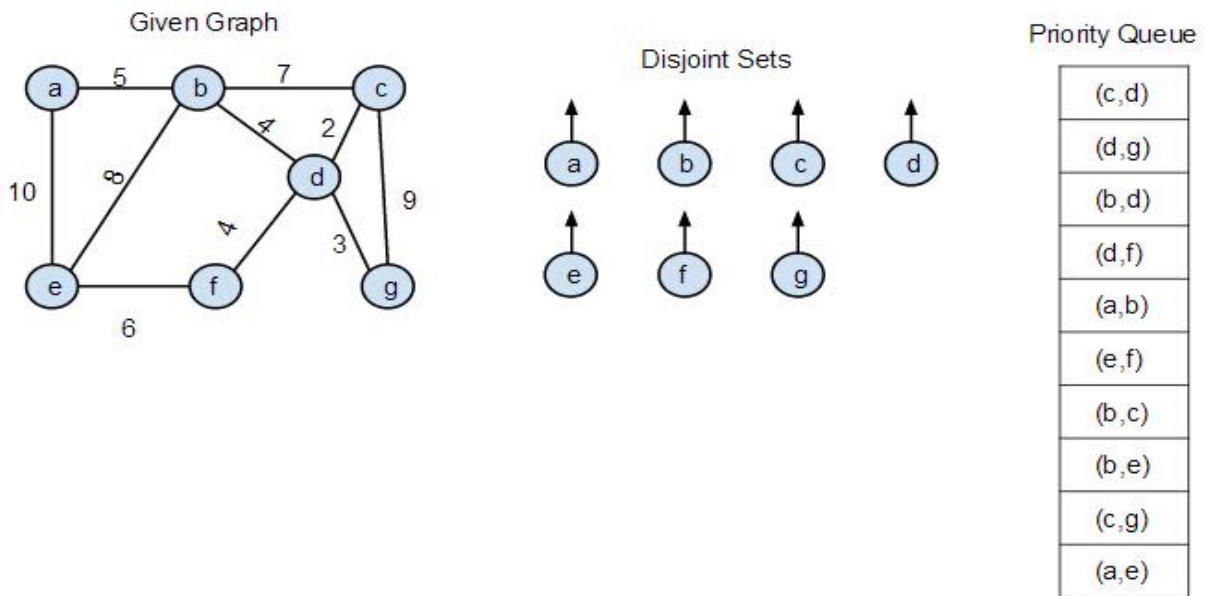 Given Graph
Disjoint Sets
Priority Queue
a 5 b 7 c
4 2
d
10 8 9
4 3
e f g
6
a b c d
e f g
(c,d)
(d,g)
(b,d)
(d,f)
(a,b)
(e,f)
(b,c)
(b,e)
(c,g)
(a,e)